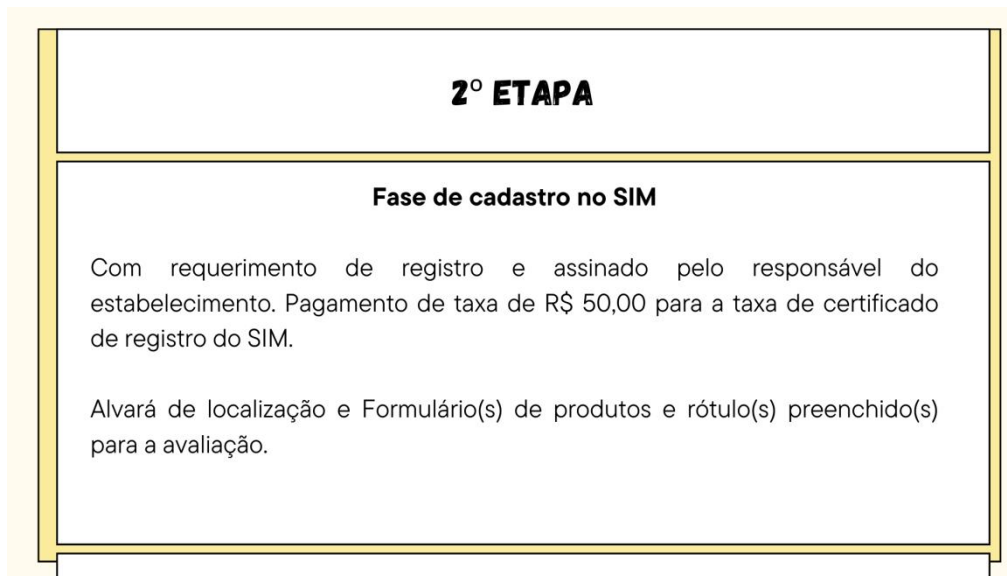 2º ETAPA
Fase de cadastro no SIM
Com requerimento de registro e assinado pelo responsável do
estabelecimento. Pagamento de taxa de R$ 50,00 para a taxa de certificado
de registro do SIM.
Alvará de localização e Formulário(s) de produtos e rótulo(s) preenchido(s)
para a avaliação.